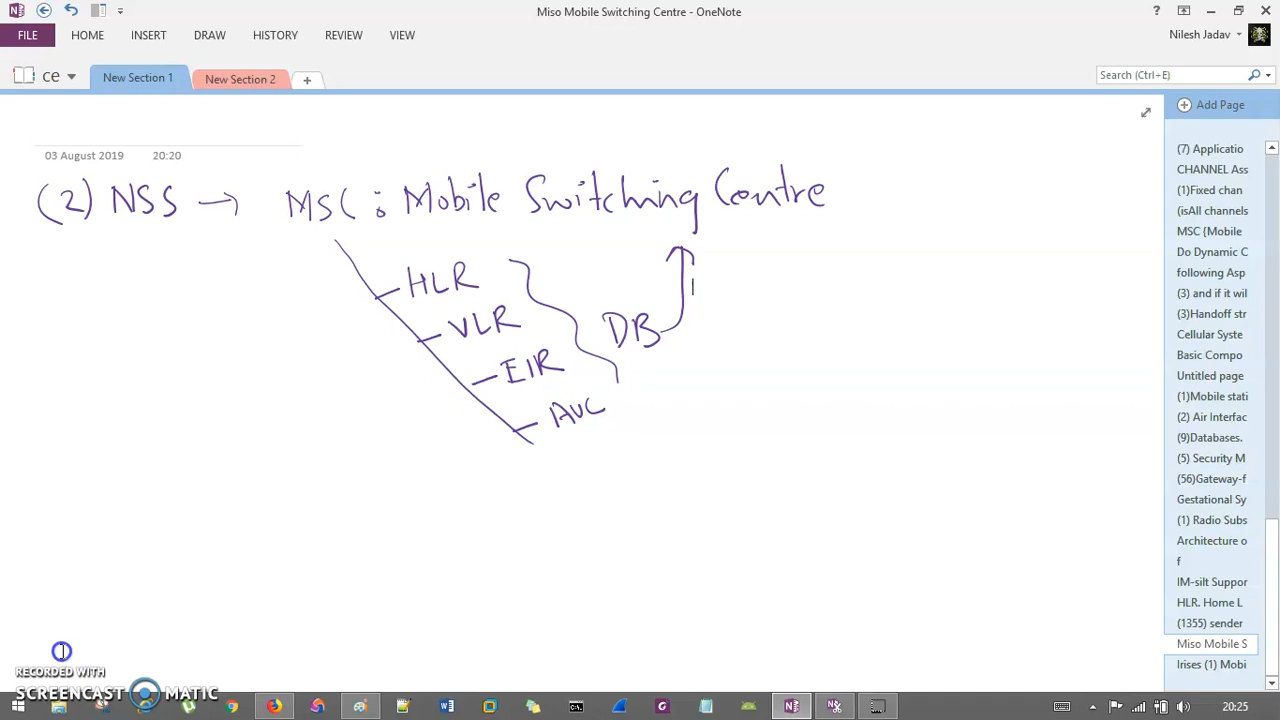 Miso Mobile Switching Centre - OneNote
FILE HOME INSERT DRAW HISTORY REVIEW VIEW
Nilesh Jadav
ce New Section 1 New Section 2 +
Search (Ctrl+E)
Add Page
03 August 2019 20:20
(2) NSS → MSC : Mobile Switching Centre
HLR
VLR
DB
EIR
AUC
(7) Applicatio
CHANNEL Ass
(1)Fixed chan
(isAll channels
MSC (Mobile
Do Dynamic C
following Asp
(3) and if it wil
(3)Handoff str
Cellular Syste
Basic Compo
Untitled page
(1)Mobile stati
(2) Air Interfac
(9)Databases.
(5) Security M
(56)Gateway-f
Gestational Sy
(1) Radio Subs
Architecture o
f
IM-silt Suppor
HLR. Home L
(1355) sender
Miso Mobile S
Irises (1) Mobi
RECORDED WITH
SCREENCAST MATIC
20:25